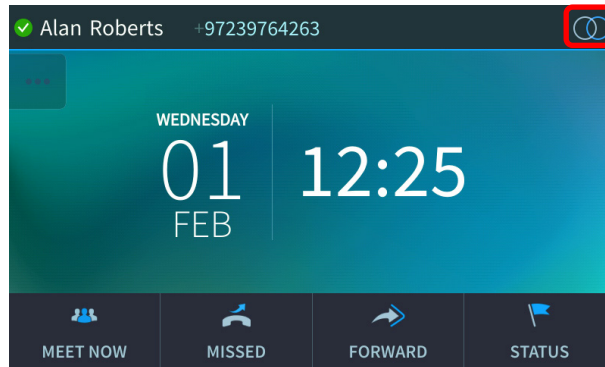 Alan Roberts +97239764263
WEDNESDAY
01
FEB
12:25
MEET NOW MISSED FORWARD STATUS